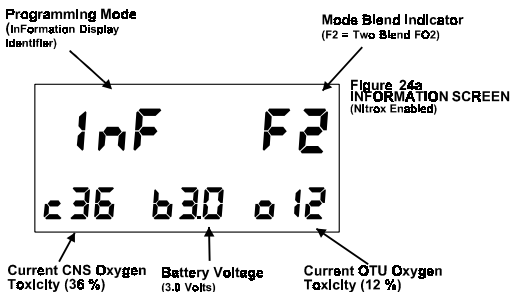 Programming Mode
(InFormation Display
Identifier)
Mode Blend Indicator
(F2 = Two Blend FO2)
Figure 24a
INFORMATION SCREEN
(Nitrox Enabled)
InF F2
c36 b3.0 o12
Current CNS Oxygen
Toxicity (36 %)
Battery Voltage
(3.0 Volts)
Current OTU Oxygen
Toxicity (12 %)